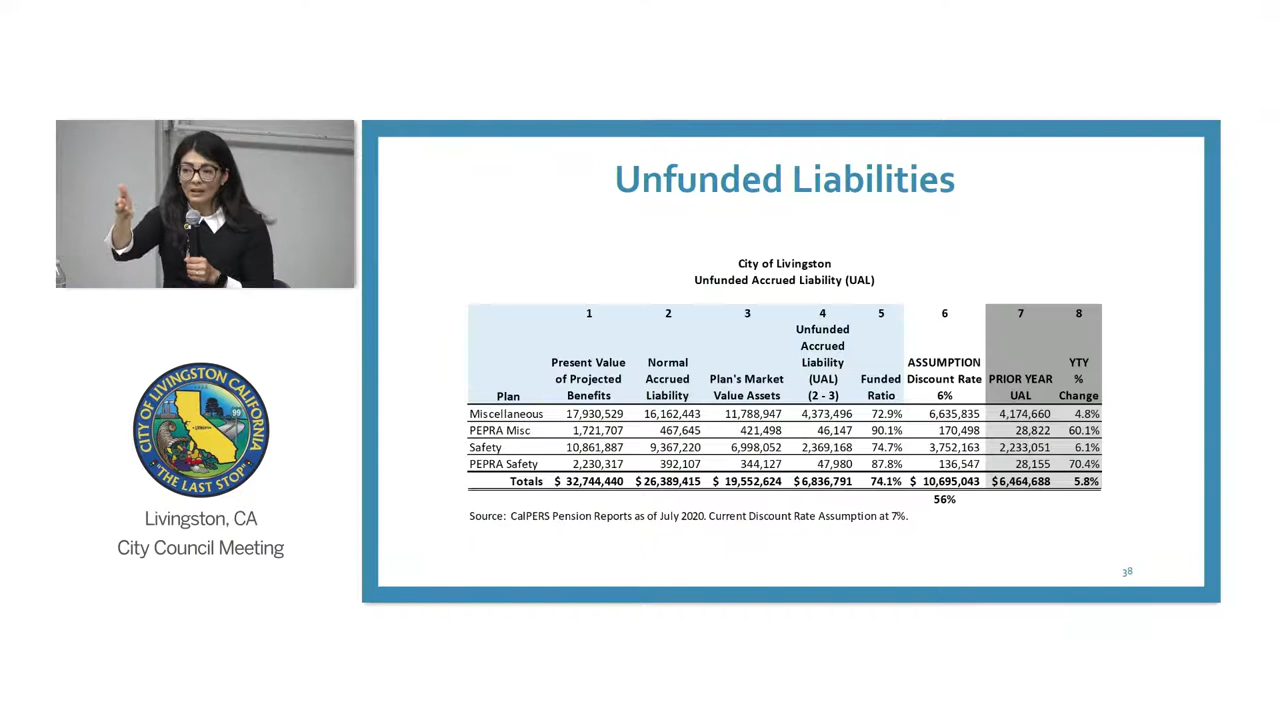 Unfunded Liabilities
City of Livingston
Unfunded Accrued Liability (UAL)
1 2 3 4 5 6 7 8
Plan Present Value of Projected Benefits Normal Accrued Liability Plan's Market Value Assets Unfunded Accrued Liability (UAL) (2 - 3) Funded Ratio ASSUMPTION Discount Rate 6% PRIOR YEAR UAL YTY % Change
Miscellaneous 17,930,529 16,162,443 11,788,947 4,373,496 72.9% 6,635,835 4,174,660 4.8%
PEPRA Misc 1,721,707 467,645 421,498 46,147 90.1% 170,498 28,822 60.1%
Safety 10,861,887 9,367,220 6,998,052 2,369,168 74.7% 3,752,163 2,233,051 6.1%
PEPRA Safety 2,230,317 392,107 344,127 47,980 87.8% 136,547 28,155 70.4%
Totals $ 32,744,440 $ 26,389,415 $ 19,552,624 $ 6,836,791 74.1% $ 10,695,043 $ 6,464,688 5.8%
56%
Source: CalPERS Pension Reports as of July 2020. Current Discount Rate Assumption at 7%.
38
CITY OF LIVINGSTON CALIFORNIA
99
"THE LAST STOP"
Livingston, CA
City Council Meeting